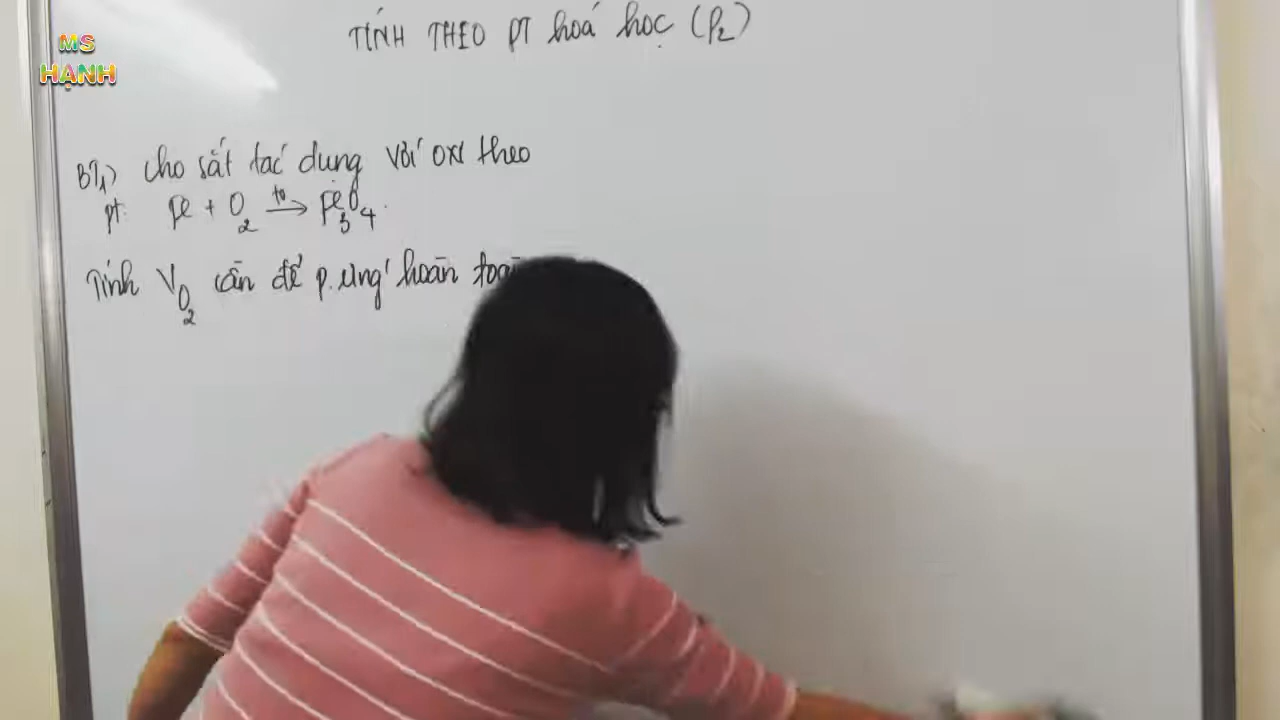 MS
HẠNH
TÍNH THEO PT hoá học (P2)
BT1) Cho sắt tác dụng với oxi theo
pt: Fe + O2 →(t°) Fe3O4.
Tính VO2 cần để p.ứng hoàn